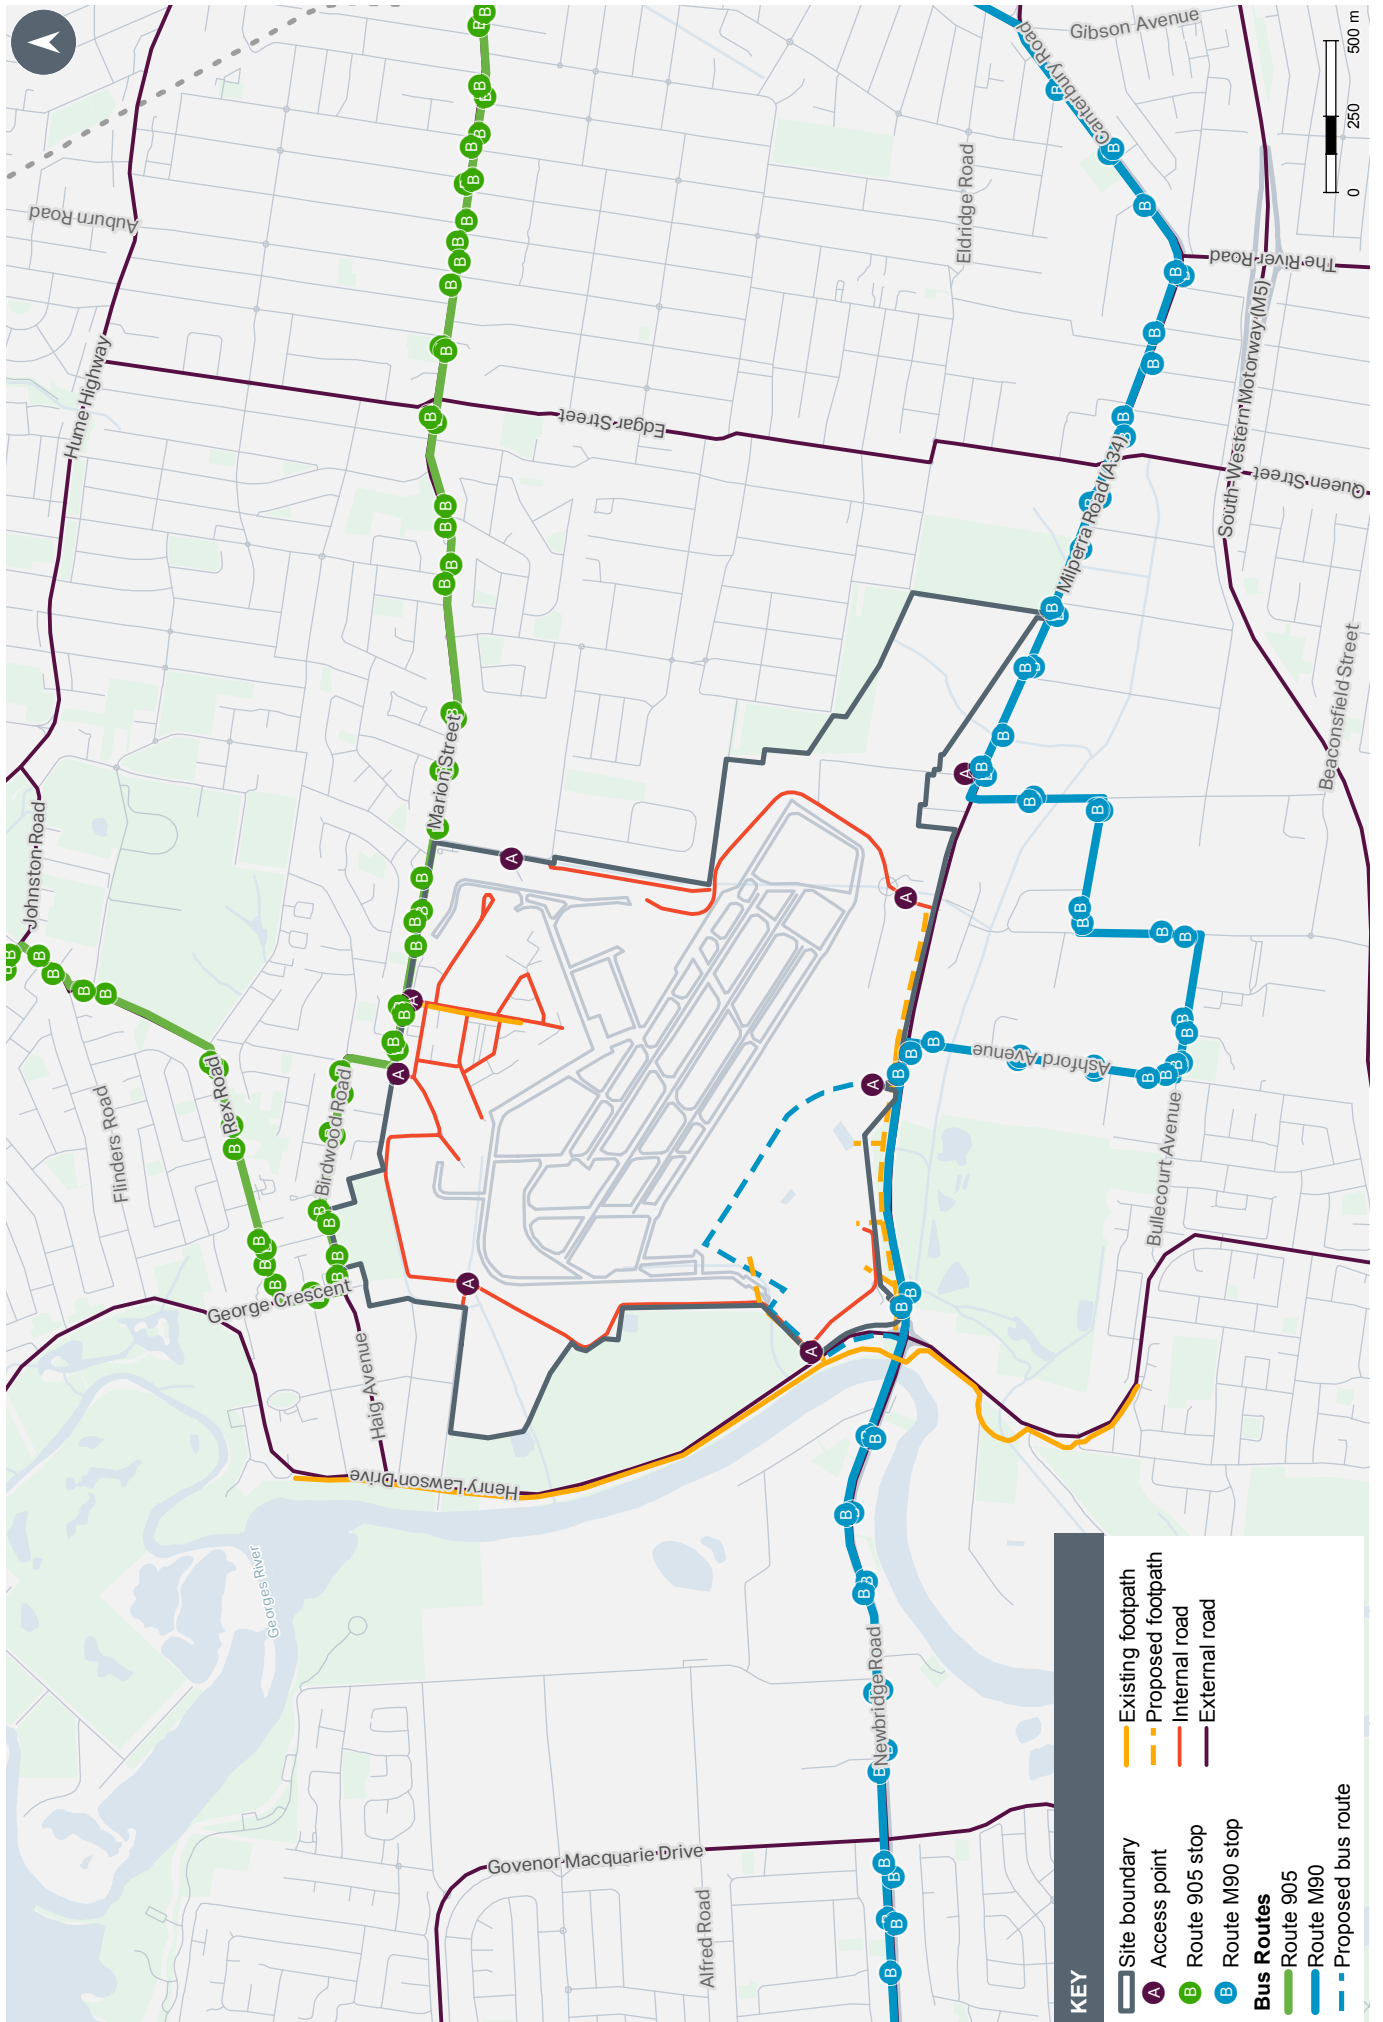 Gibson Avenue
Canterbury Road
500 m
250
0
Auburn Road
Eldridge Road
The River Road
Hume Highway
Edgar Street
Milperra Road (A34)
South-Western Motorway (M5)
Queen Street
Beaconsfield Street
Johnston Road
Marion Street
Flinders Road
Rex Road
Birdwood Road
Ashford Avenue
Bullecourt Avenue
George Crescent
Haig Avenue
Henry Lawson Drive
Georges River
Newbridge Road
Govenor Macquarie Drive
Alfred Road
KEY
Site boundary
A Access point
B Route 905 stop
B Route M90 stop
Bus Routes
Route 905
Route M90
Proposed bus route
Existing footpath
Proposed footpath
Internal road
External road